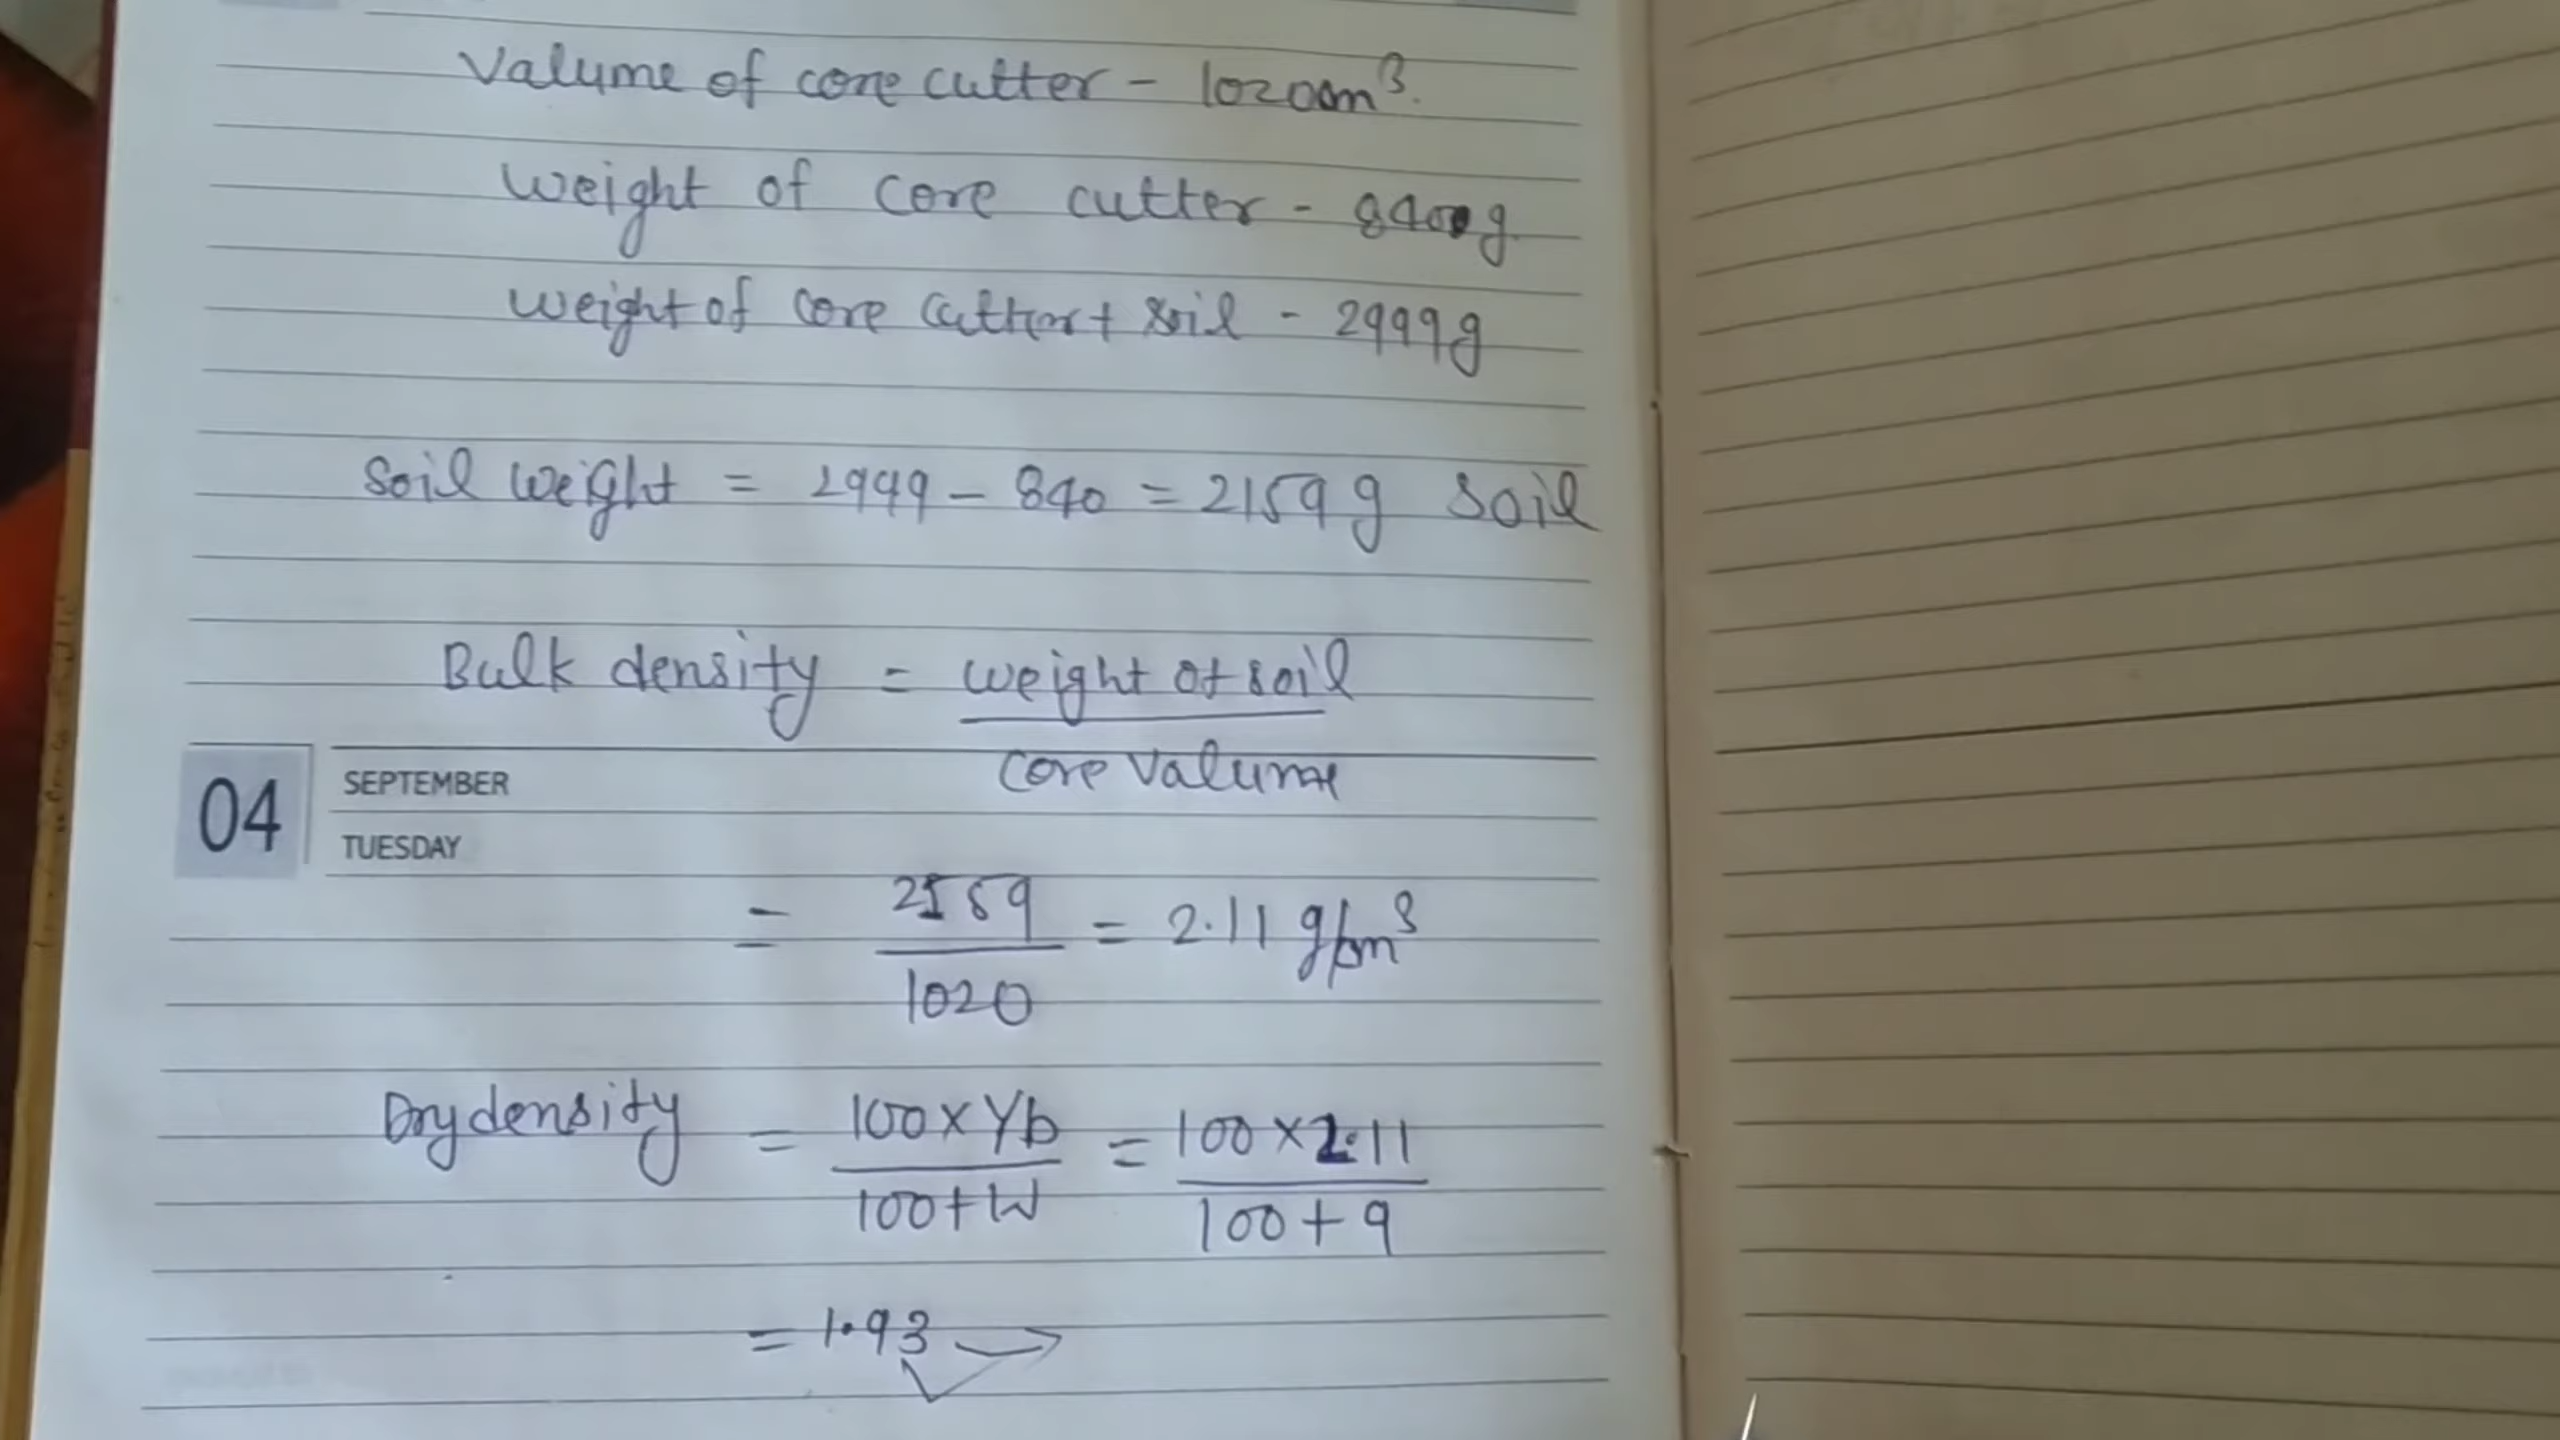 Valume of core cutter - 1020cm³.
Weight of core cutter - 840g
Weight of core cutter + soil - 2999g
Soil Weight = 2999 - 840 = 2159 g Soil
Bulk density = weight of soil
core valume
04
SEPTEMBER
TUESDAY
= 2159 = 2.11 g/cm³
1020
Dry density = 100 x Yb = 100 x 2.11
100 + W 100 + 9
= 1.93